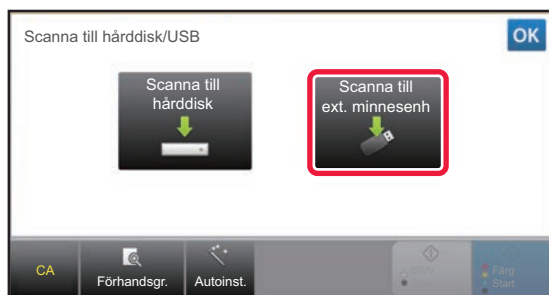 Scanna till hårddisk/USB
OK
Scanna till
hårddisk
Scanna till
ext. minnesenh
CA
Förhandsgr.
Autoinst.
Färg
Start